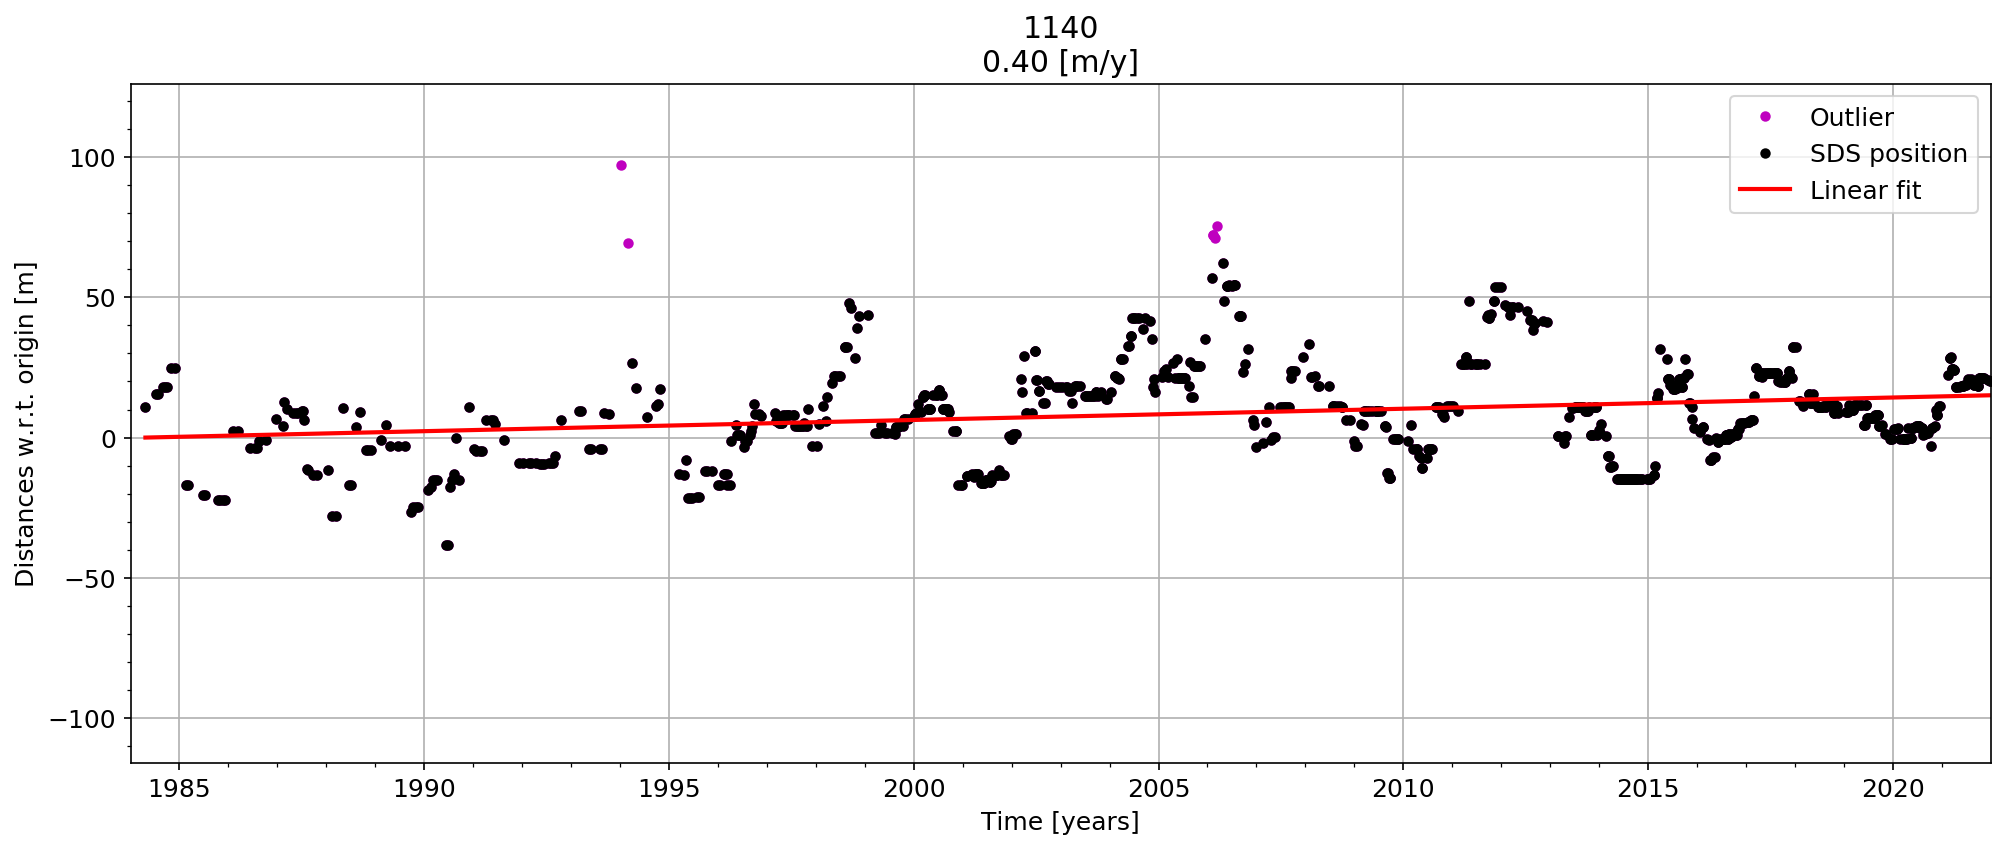 1140
0.40 [m/y]
Outlier
SDS position
Linear fit
Distances w.r.t. origin [m]
100
50
0
−50
−100
1985 1990 1995 2000 2005 2010 2015 2020
Time [years]